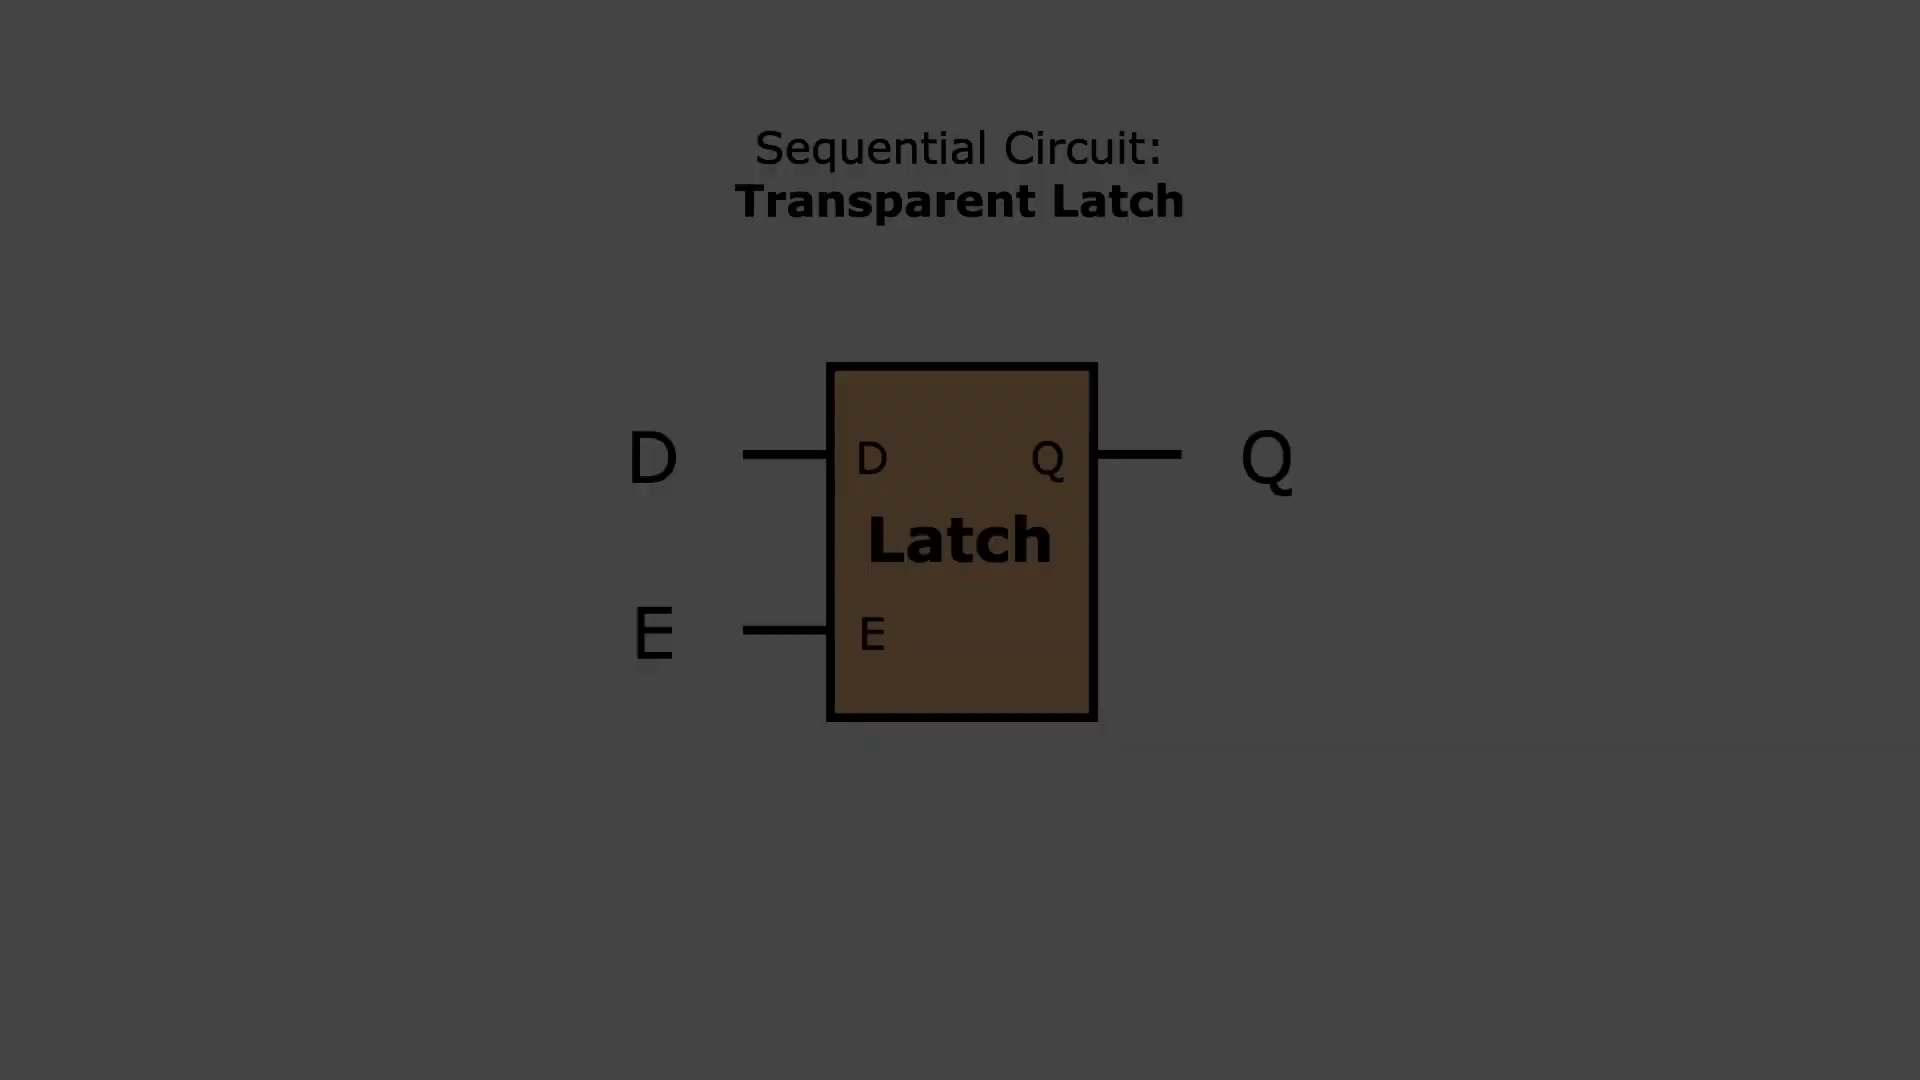 Sequential Circuit:
Transparent Latch
D D Q Q
Latch
E E